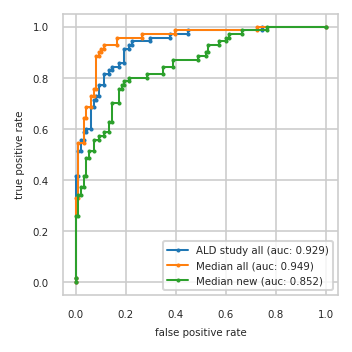 1.0
0.8
0.6
0.4
0.2
0.0
true positive rate
ALD study all (auc: 0.929)
Median all (auc: 0.949)
Median new (auc: 0.852)
0.0 0.2 0.4 0.6 0.8 1.0
false positive rate